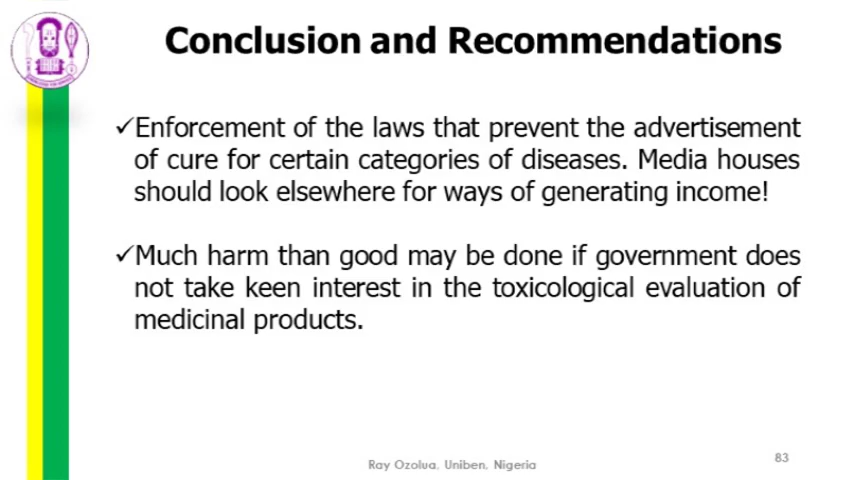 Conclusion and Recommendations
✓Enforcement of the laws that prevent the advertisement
of cure for certain categories of diseases. Media houses
should look elsewhere for ways of generating income!
✓Much harm than good may be done if government does
not take keen interest in the toxicological evaluation of
medicinal products.
Ray Ozolua, Uniben, Nigeria
83